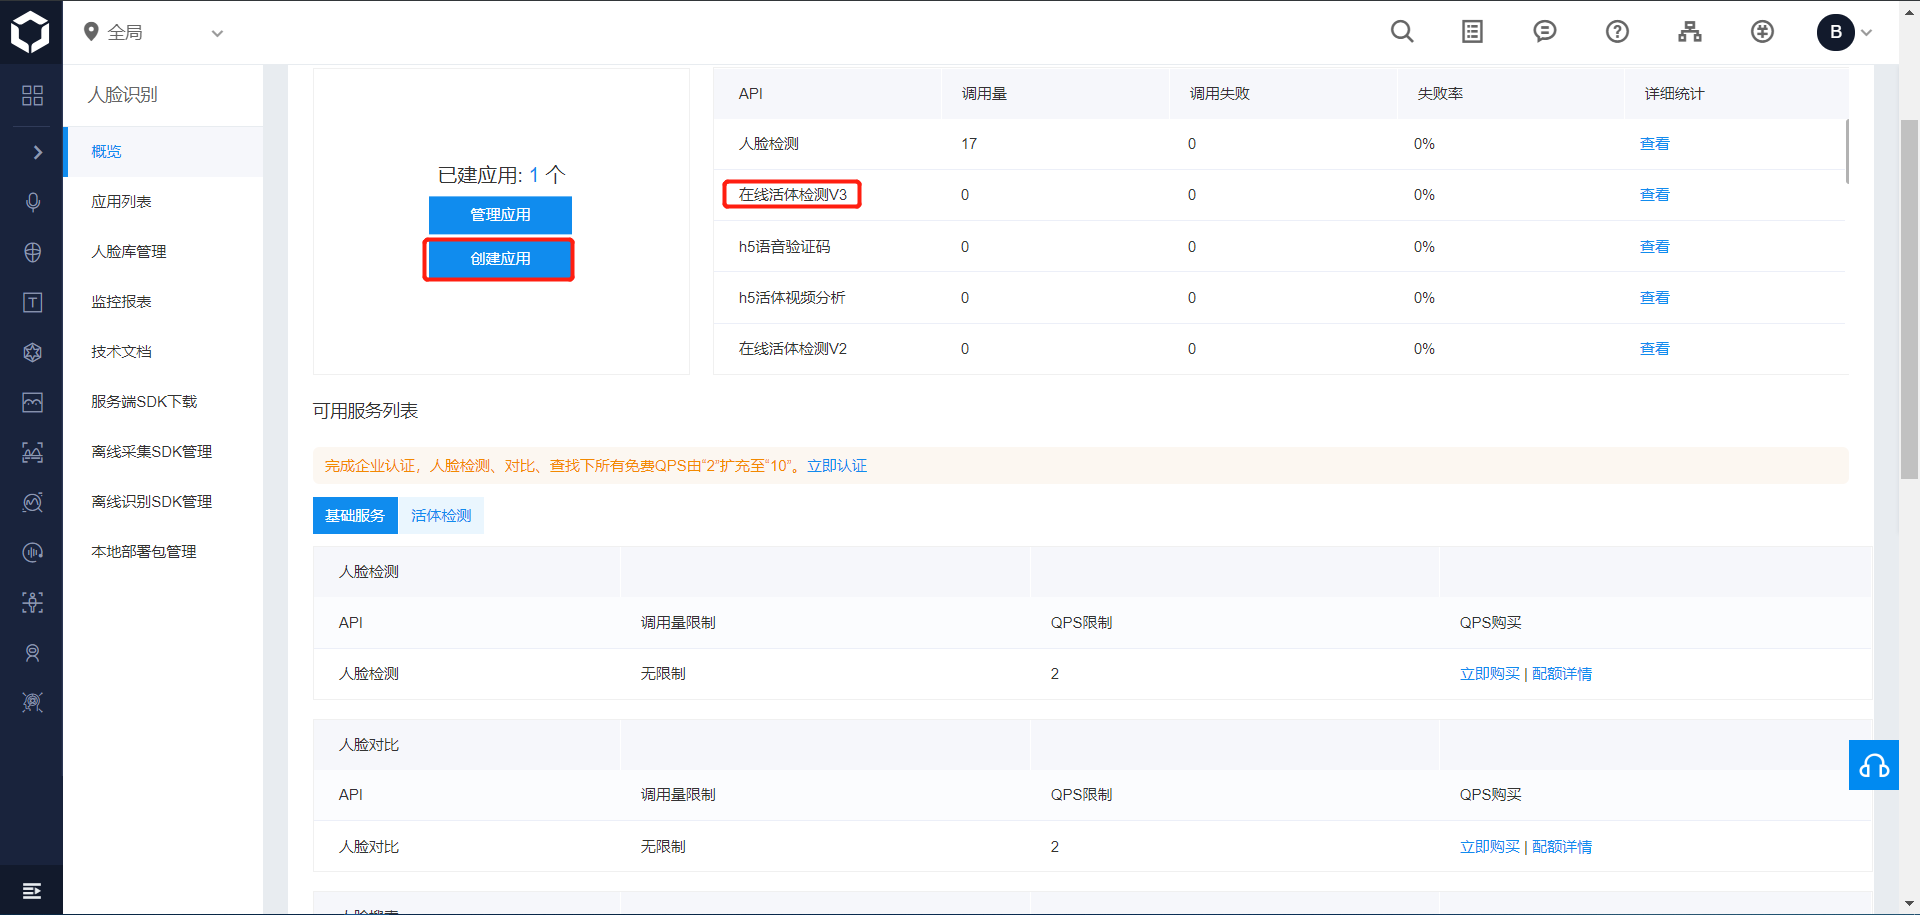 全局
B
人脸识别
概览
应用列表
人脸库管理
监控报表
技术文档
服务端SDK下载
离线采集SDK管理
离线识别SDK管理
本地部署包管理
已建应用: 1 个
管理应用
创建应用
API 调用量 调用失败 失败率 详细统计
人脸检测 17 0 0% 查看
在线活体检测V3 0 0 0% 查看
h5语音验证码 0 0 0% 查看
h5活体视频分析 0 0 0% 查看
在线活体检测V2 0 0 0% 查看
可用服务列表
完成企业认证，人脸检测、对比、查找下所有免费QPS由“2”扩充至“10”。立即认证
基础服务 活体检测
人脸检测
API 调用量限制 QPS限制 QPS购买
人脸检测 无限制 2 立即购买 | 配额详情
人脸对比
API 调用量限制 QPS限制 QPS购买
人脸对比 无限制 2 立即购买 | 配额详情